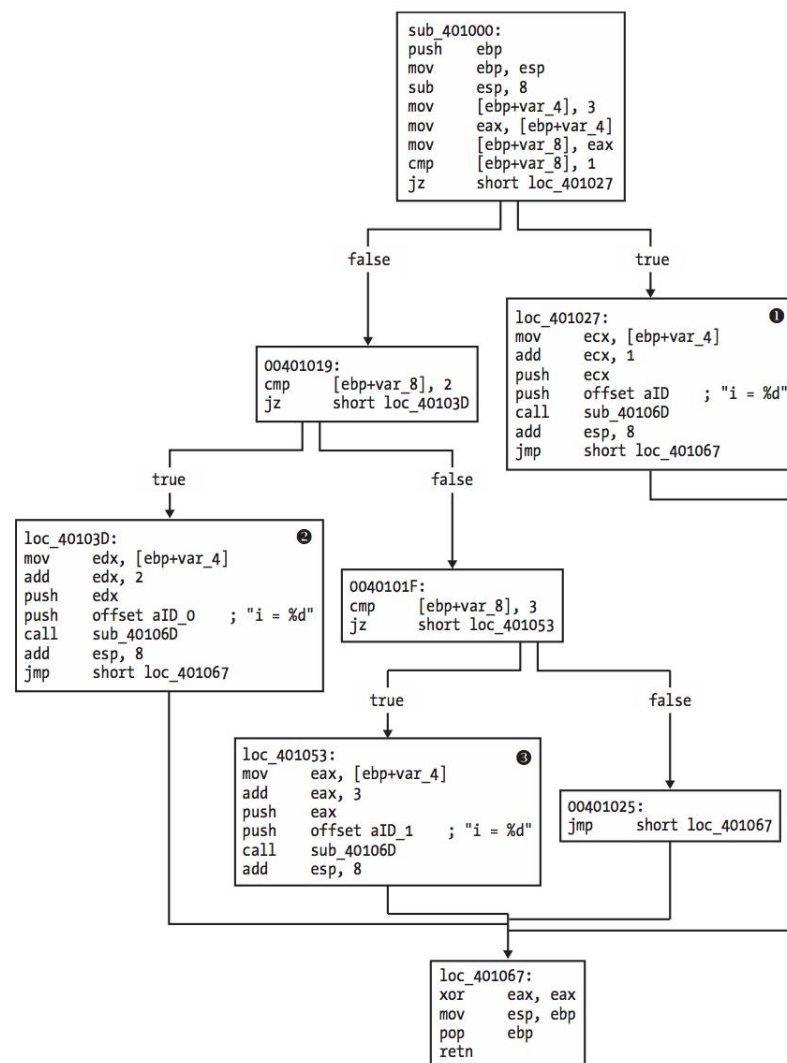 sub_401000:
push ebp
mov ebp, esp
sub esp, 8
mov [ebp+var_4], 3
mov eax, [ebp+var_4]
mov [ebp+var_8], eax
cmp [ebp+var_8], 1
jz short loc_401027
false
true
loc_401027: ❶
mov ecx, [ebp+var_4]
add ecx, 1
push ecx
push offset aID ; "i = %d"
call sub_40106D
add esp, 8
jmp short loc_401067
00401019:
cmp [ebp+var_8], 2
jz short loc_40103D
true
false
loc_40103D: ❷
mov edx, [ebp+var_4]
add edx, 2
push edx
push offset aID_0 ; "i = %d"
call sub_40106D
add esp, 8
jmp short loc_401067
0040101F:
cmp [ebp+var_8], 3
jz short loc_401053
true
false
loc_401053: ❸
mov eax, [ebp+var_4]
add eax, 3
push eax
push offset aID_1 ; "i = %d"
call sub_40106D
add esp, 8
00401025:
jmp short loc_401067
loc_401067:
xor eax, eax
mov esp, ebp
pop ebp
retn